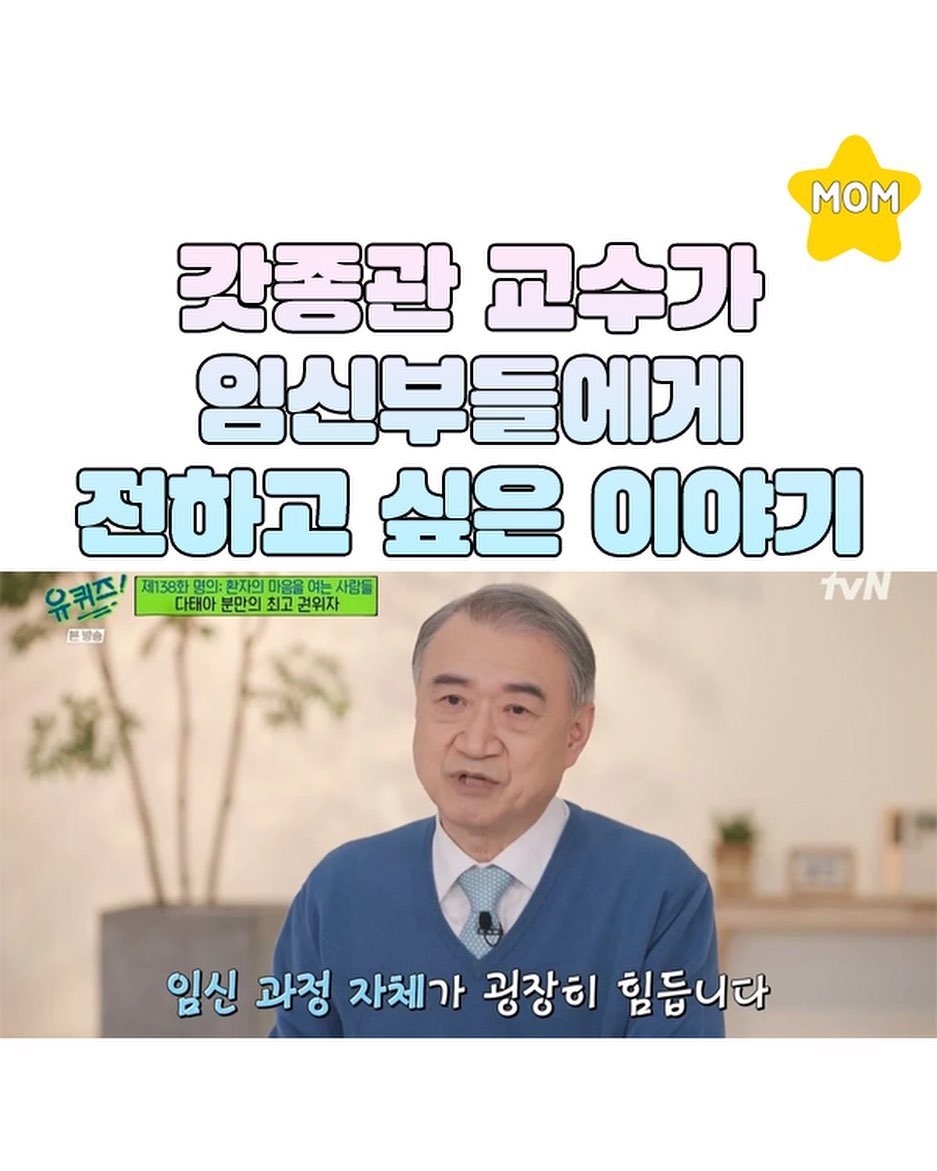 MOM
갓종관 교수가
임신부들에게
전하고 싶은 이야기
유퀴즈!
본 방송
제138화 명의: 환자의 마음을 여는 사람들
다태아 분만의 최고 권위자
tvN
임신 과정 자체가 굉장히 힘듭니다